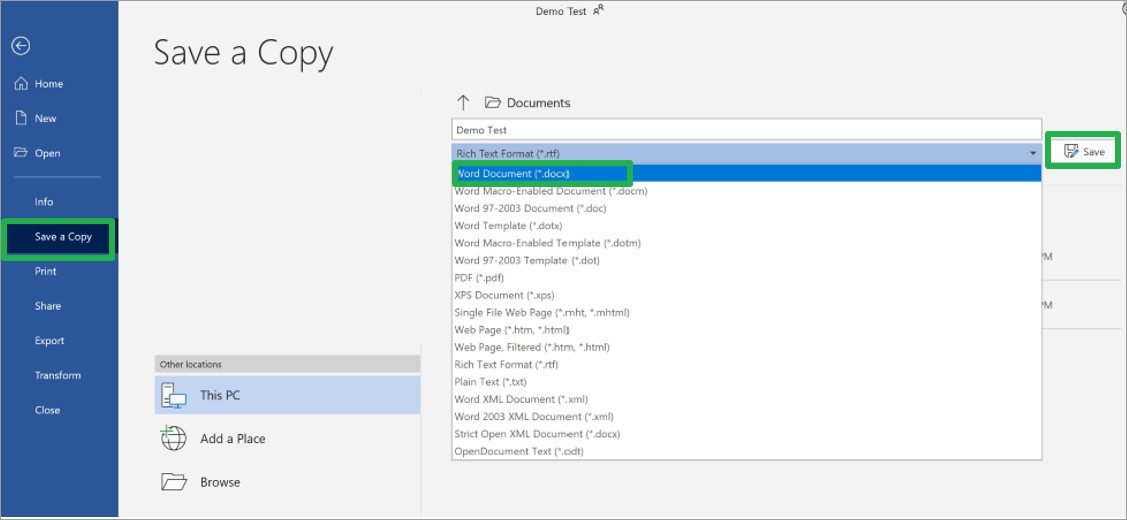 Demo Test
Save a Copy
Home
New
Open
Info
Save a Copy
Print
Share
Export
Transform
Close
Documents
Demo Test
Rich Text Format (*.rtf)
Save
Word Document (*.docx)
Word Macro-Enabled Document (*.docm)
Word 97-2003 Document (*.doc)
Word Template (*.dotx)
Word Macro-Enabled Template (*.dotm)
Word 97-2003 Template (*.dot)
PDF (*.pdf)
XPS Document (*.xps)
Single File Web Page (*.mht, *.mhtml)
Web Page (*.htm, *.html)
Web Page, Filtered (*.htm, *.html)
Rich Text Format (*.rtf)
Plain Text (*.txt)
Word XML Document (*.xml)
Word 2003 XML Document (*.xml)
Strict Open XML Document (*.docx)
OpenDocument Text (*.odt)
PM
PM
Other locations
This PC
Add a Place
Browse